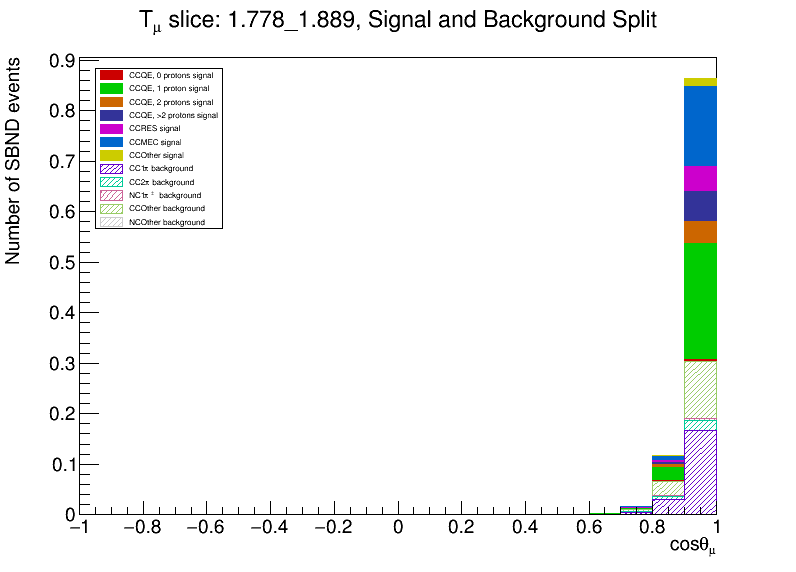 Tμ slice: 1.778_1.889, Signal and Background Split
Number of SBND events
0.9
0.8
0.7
0.6
0.5
0.4
0.3
0.2
0.1
0
CCQE, 0 protons signal
CCQE, 1 proton signal
CCQE, 2 protons signal
CCQE, >2 protons signal
CCRES signal
CCMEC signal
CCOther signal
CC1π background
CC2π background
NC1π ± background
CCOther background
NCOther background
−1 −0.8 −0.6 −0.4 −0.2 0 0.2 0.4 0.6 0.8 1
cosθμ